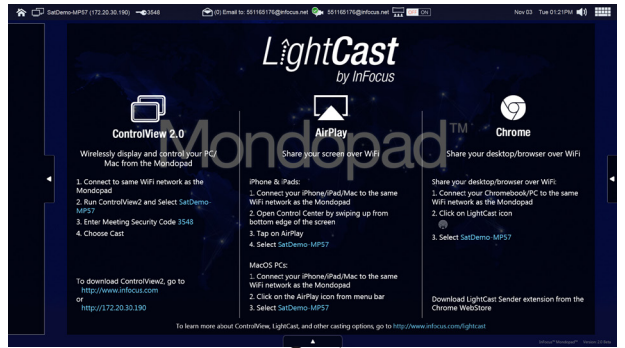 SatDemo-MP57 (172.20.30.190) 3548 (0) Email to: 551165176@infocus.net 551165176@infocus.net OFF ON Nov 03 Tue 01:21PM
LightCast
by InFocus
Mondopad™
ControlView 2.0
Wirelessly display and control your PC/
Mac from the Mondopad
1. Connect to same WiFi network as the
Mondopad
2. Run ControlView2 and Select SatDemo-
MP57
3. Enter Meeting Security Code 3548
4. Choose Cast
To download ControlView2, go to
http://www.infocus.com
or
http://172.20.30.190
AirPlay
Share your screen over WiFi
iPhone & iPads:
1. Connect your iPhone/iPad/Mac to the same
WiFi network as the Mondopad
2. Open Control Center by swiping up from
bottom edge of the screen
3. Tap on AirPlay
4. Select SatDemo-MP57
MacOS PCs:
1. Connect your iPhone/iPad/Mac to the same
WiFi network as the Mondopad
2. Click on the AirPlay icon from menu bar
3. Select SatDemo-MP57
Chrome
Share your desktop/browser over WiFi
Share your desktop/browser over WiFi:
1. Connect your Chromebook/PC to the same
WiFi network as the Mondopad
2. Click on LightCast icon
3. Select SatDemo-MP57
Download LightCast Sender extension from the
Chrome WebStore
To learn more about ControlView, LightCast, and other casting options, go to http://www.infocus.com/lightcast
InFocus® Mondopad™ Version 2.0 Beta